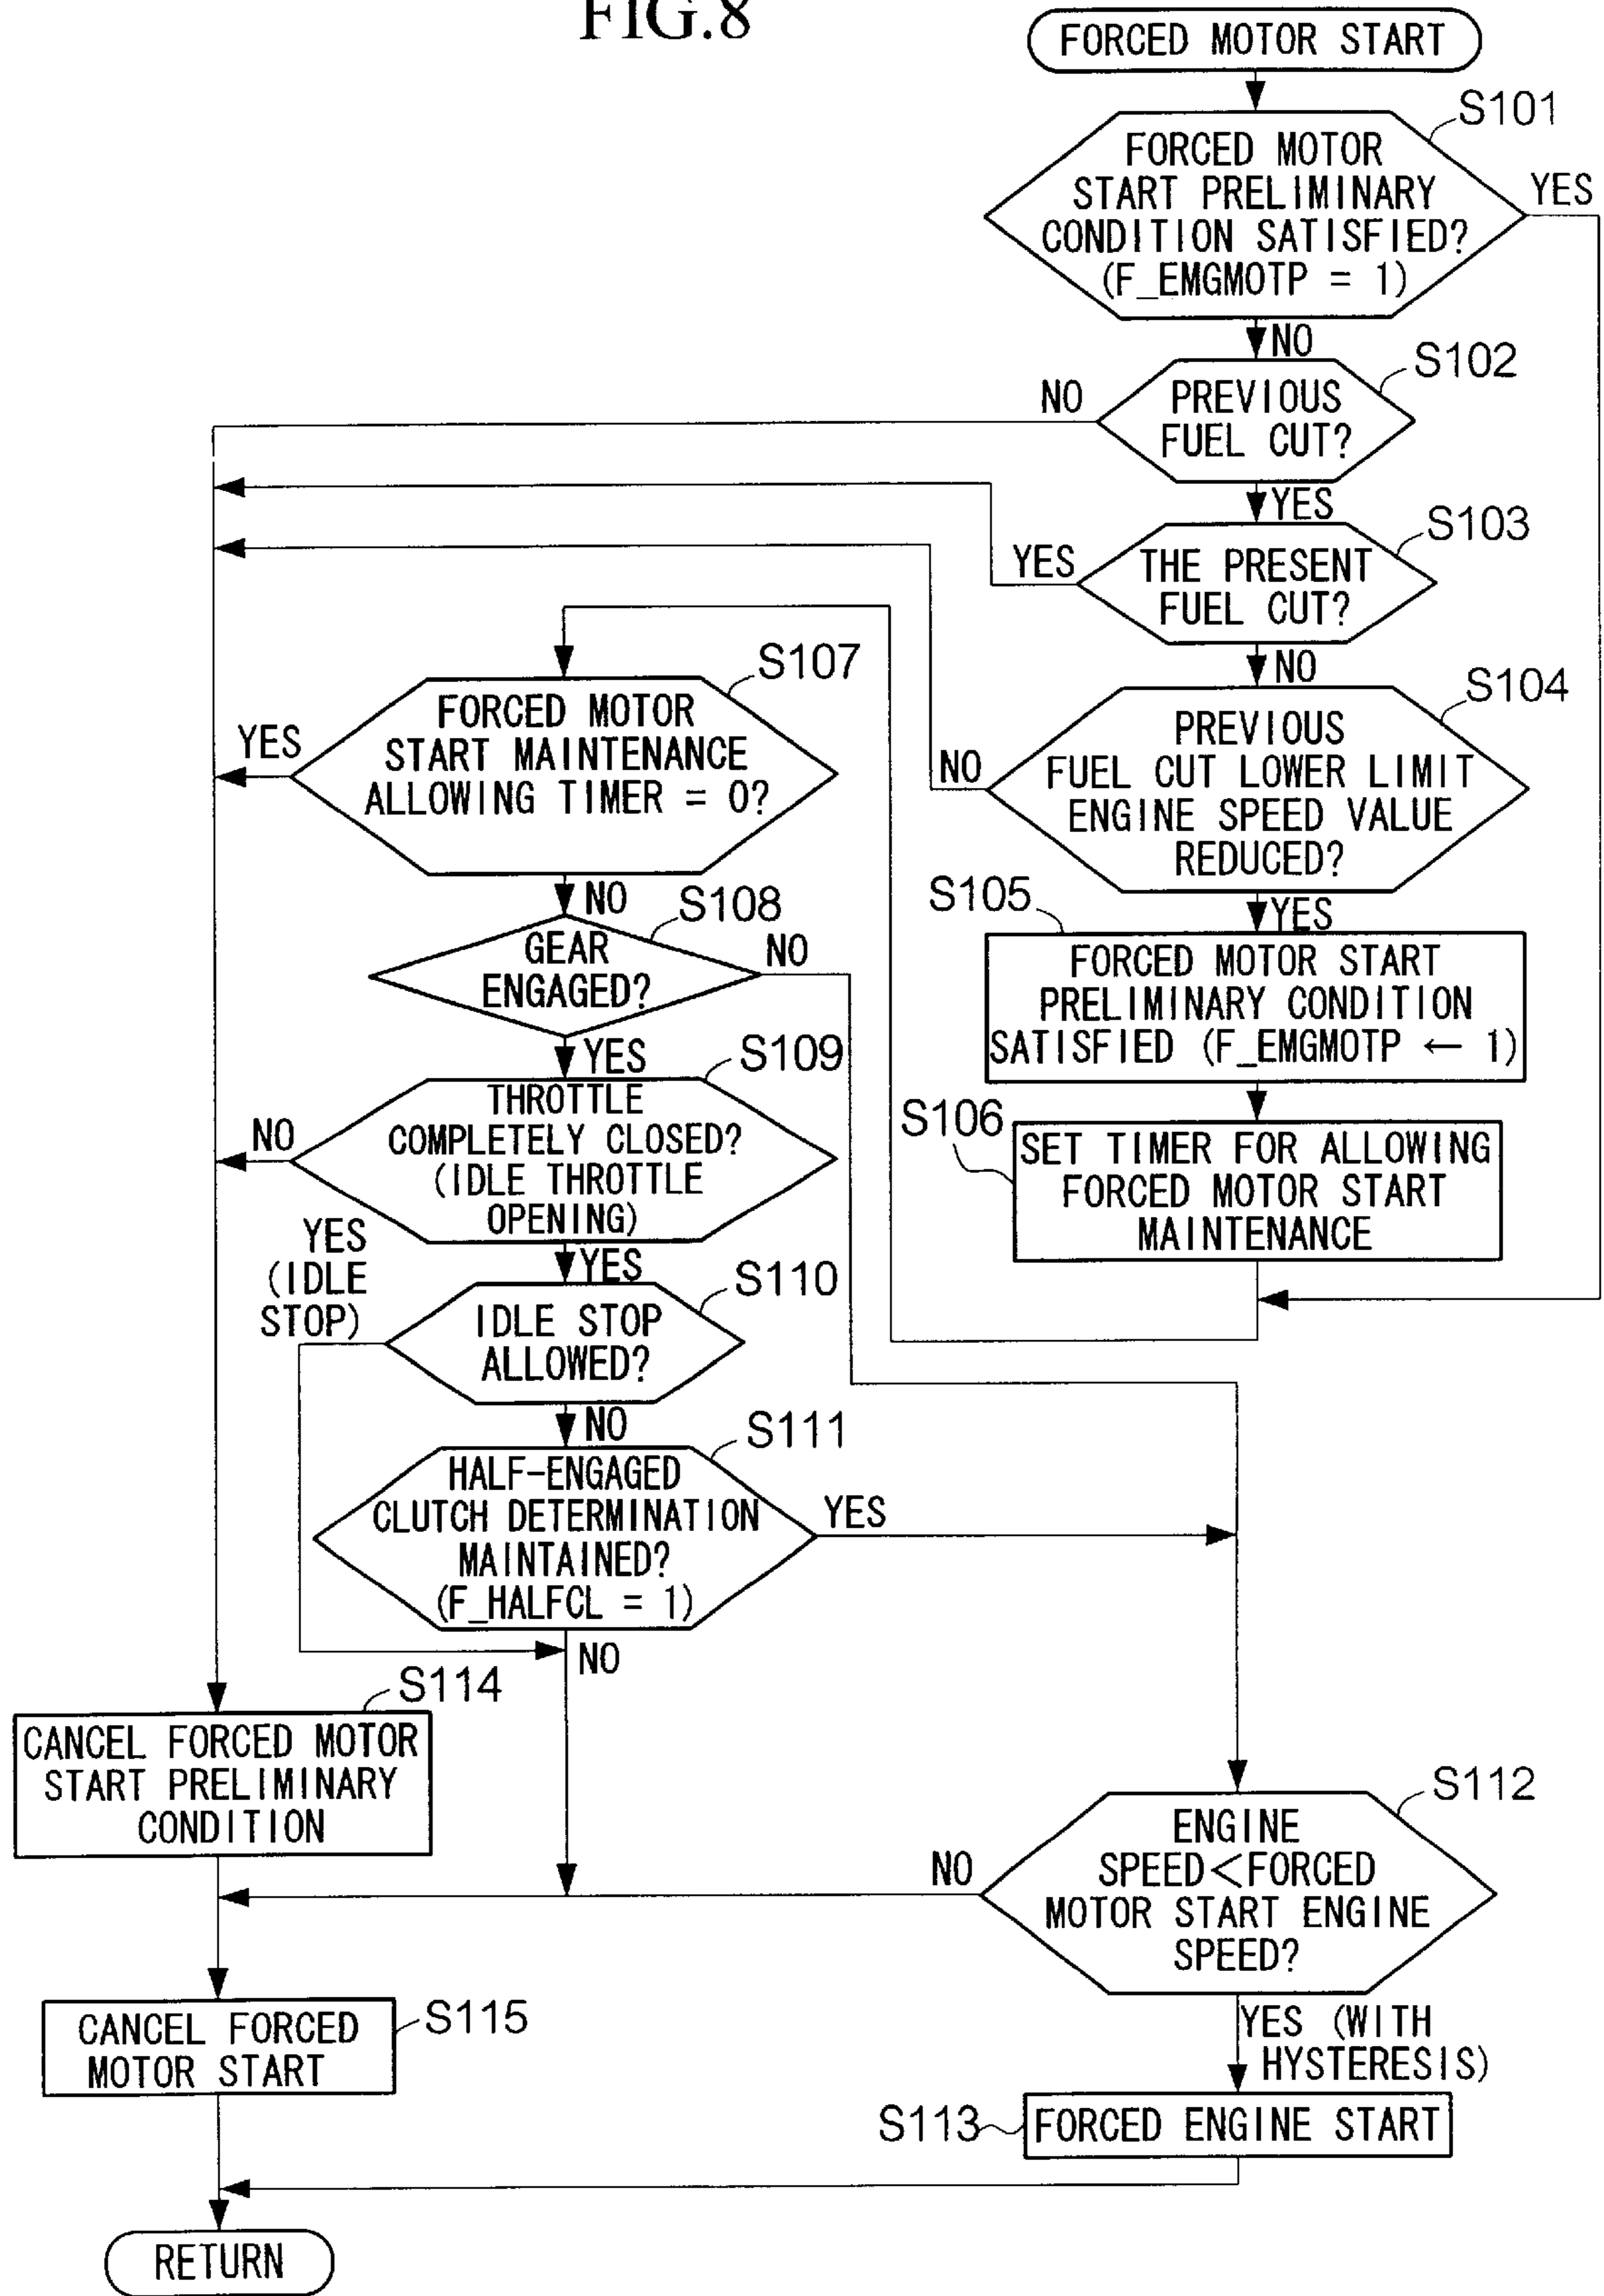 FIG.8
FORCED MOTOR START
S101
FORCED MOTOR
START PRELIMINARY
CONDITION SATISFIED?
(F_EMGMOTP = 1)
YES
NO
S102
PREVIOUS
FUEL CUT?
NO
YES
S103
THE PRESENT
FUEL CUT?
YES
NO
S104
PREVIOUS
FUEL CUT LOWER LIMIT
ENGINE SPEED VALUE
REDUCED?
NO
YES
S105
FORCED MOTOR START
PRELIMINARY CONDITION
SATISFIED (F_EMGMOTP ← 1)
S106
SET TIMER FOR ALLOWING
FORCED MOTOR START
MAINTENANCE
S107
FORCED MOTOR
START MAINTENANCE
ALLOWING TIMER = 0?
YES
NO
S108
GEAR
ENGAGED?
NO
YES
S109
THROTTLE
COMPLETELY CLOSED?
(IDLE THROTTLE
OPENING)
NO
YES
S110
IDLE STOP
ALLOWED?
YES
(IDLE
STOP)
NO
S111
HALF-ENGAGED
CLUTCH DETERMINATION
MAINTAINED?
(F_HALFCL = 1)
YES
NO
S114
CANCEL FORCED MOTOR
START PRELIMINARY
CONDITION
S112
ENGINE
SPEED<FORCED
MOTOR START ENGINE
SPEED?
NO
YES (WITH
HYSTERESIS)
S115
CANCEL FORCED
MOTOR START
S113
FORCED ENGINE START
RETURN